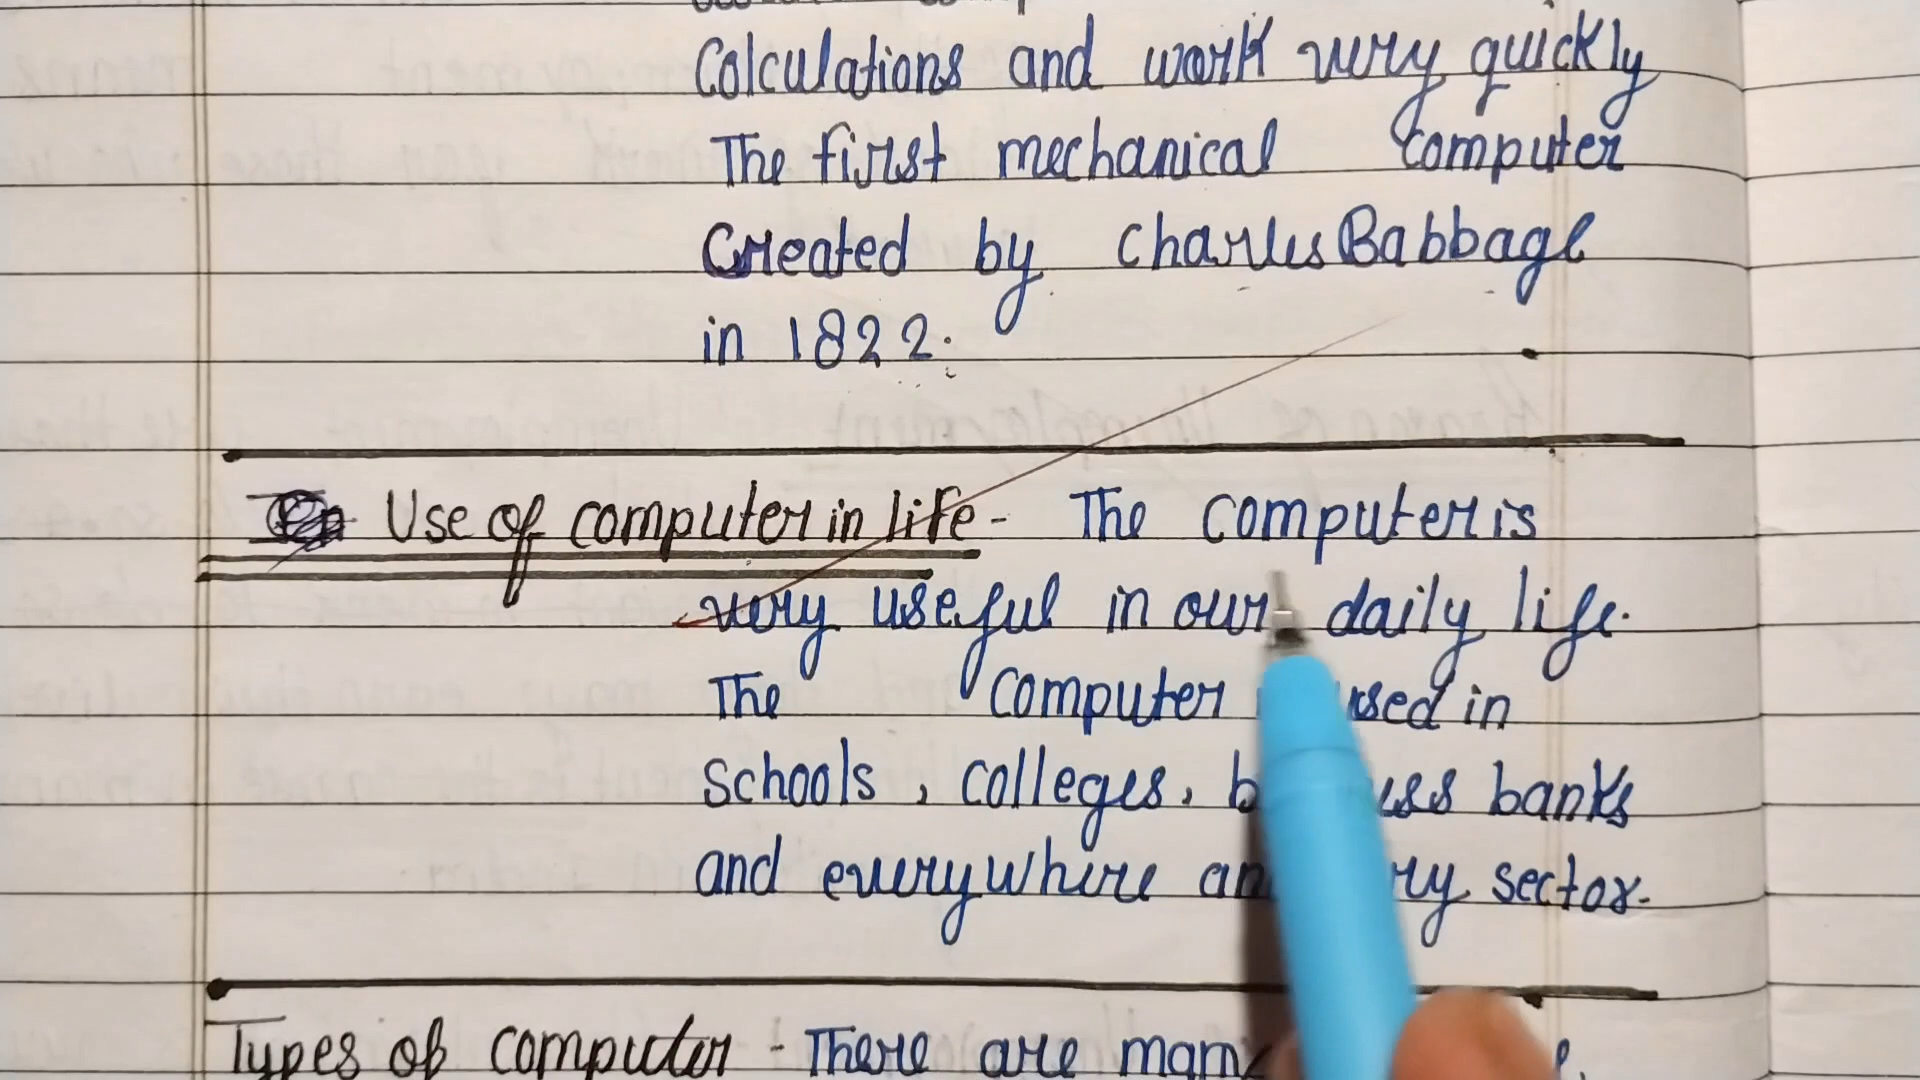 Calculations and work very quickly
The first mechanical Computer
Created by Charles Babbage
in 1822.
Use of computer in life - The Computer is
very useful in our daily life.
The Computer used in
Schools, colleges, banks
and everywhere sector.
Types of computer - There are many